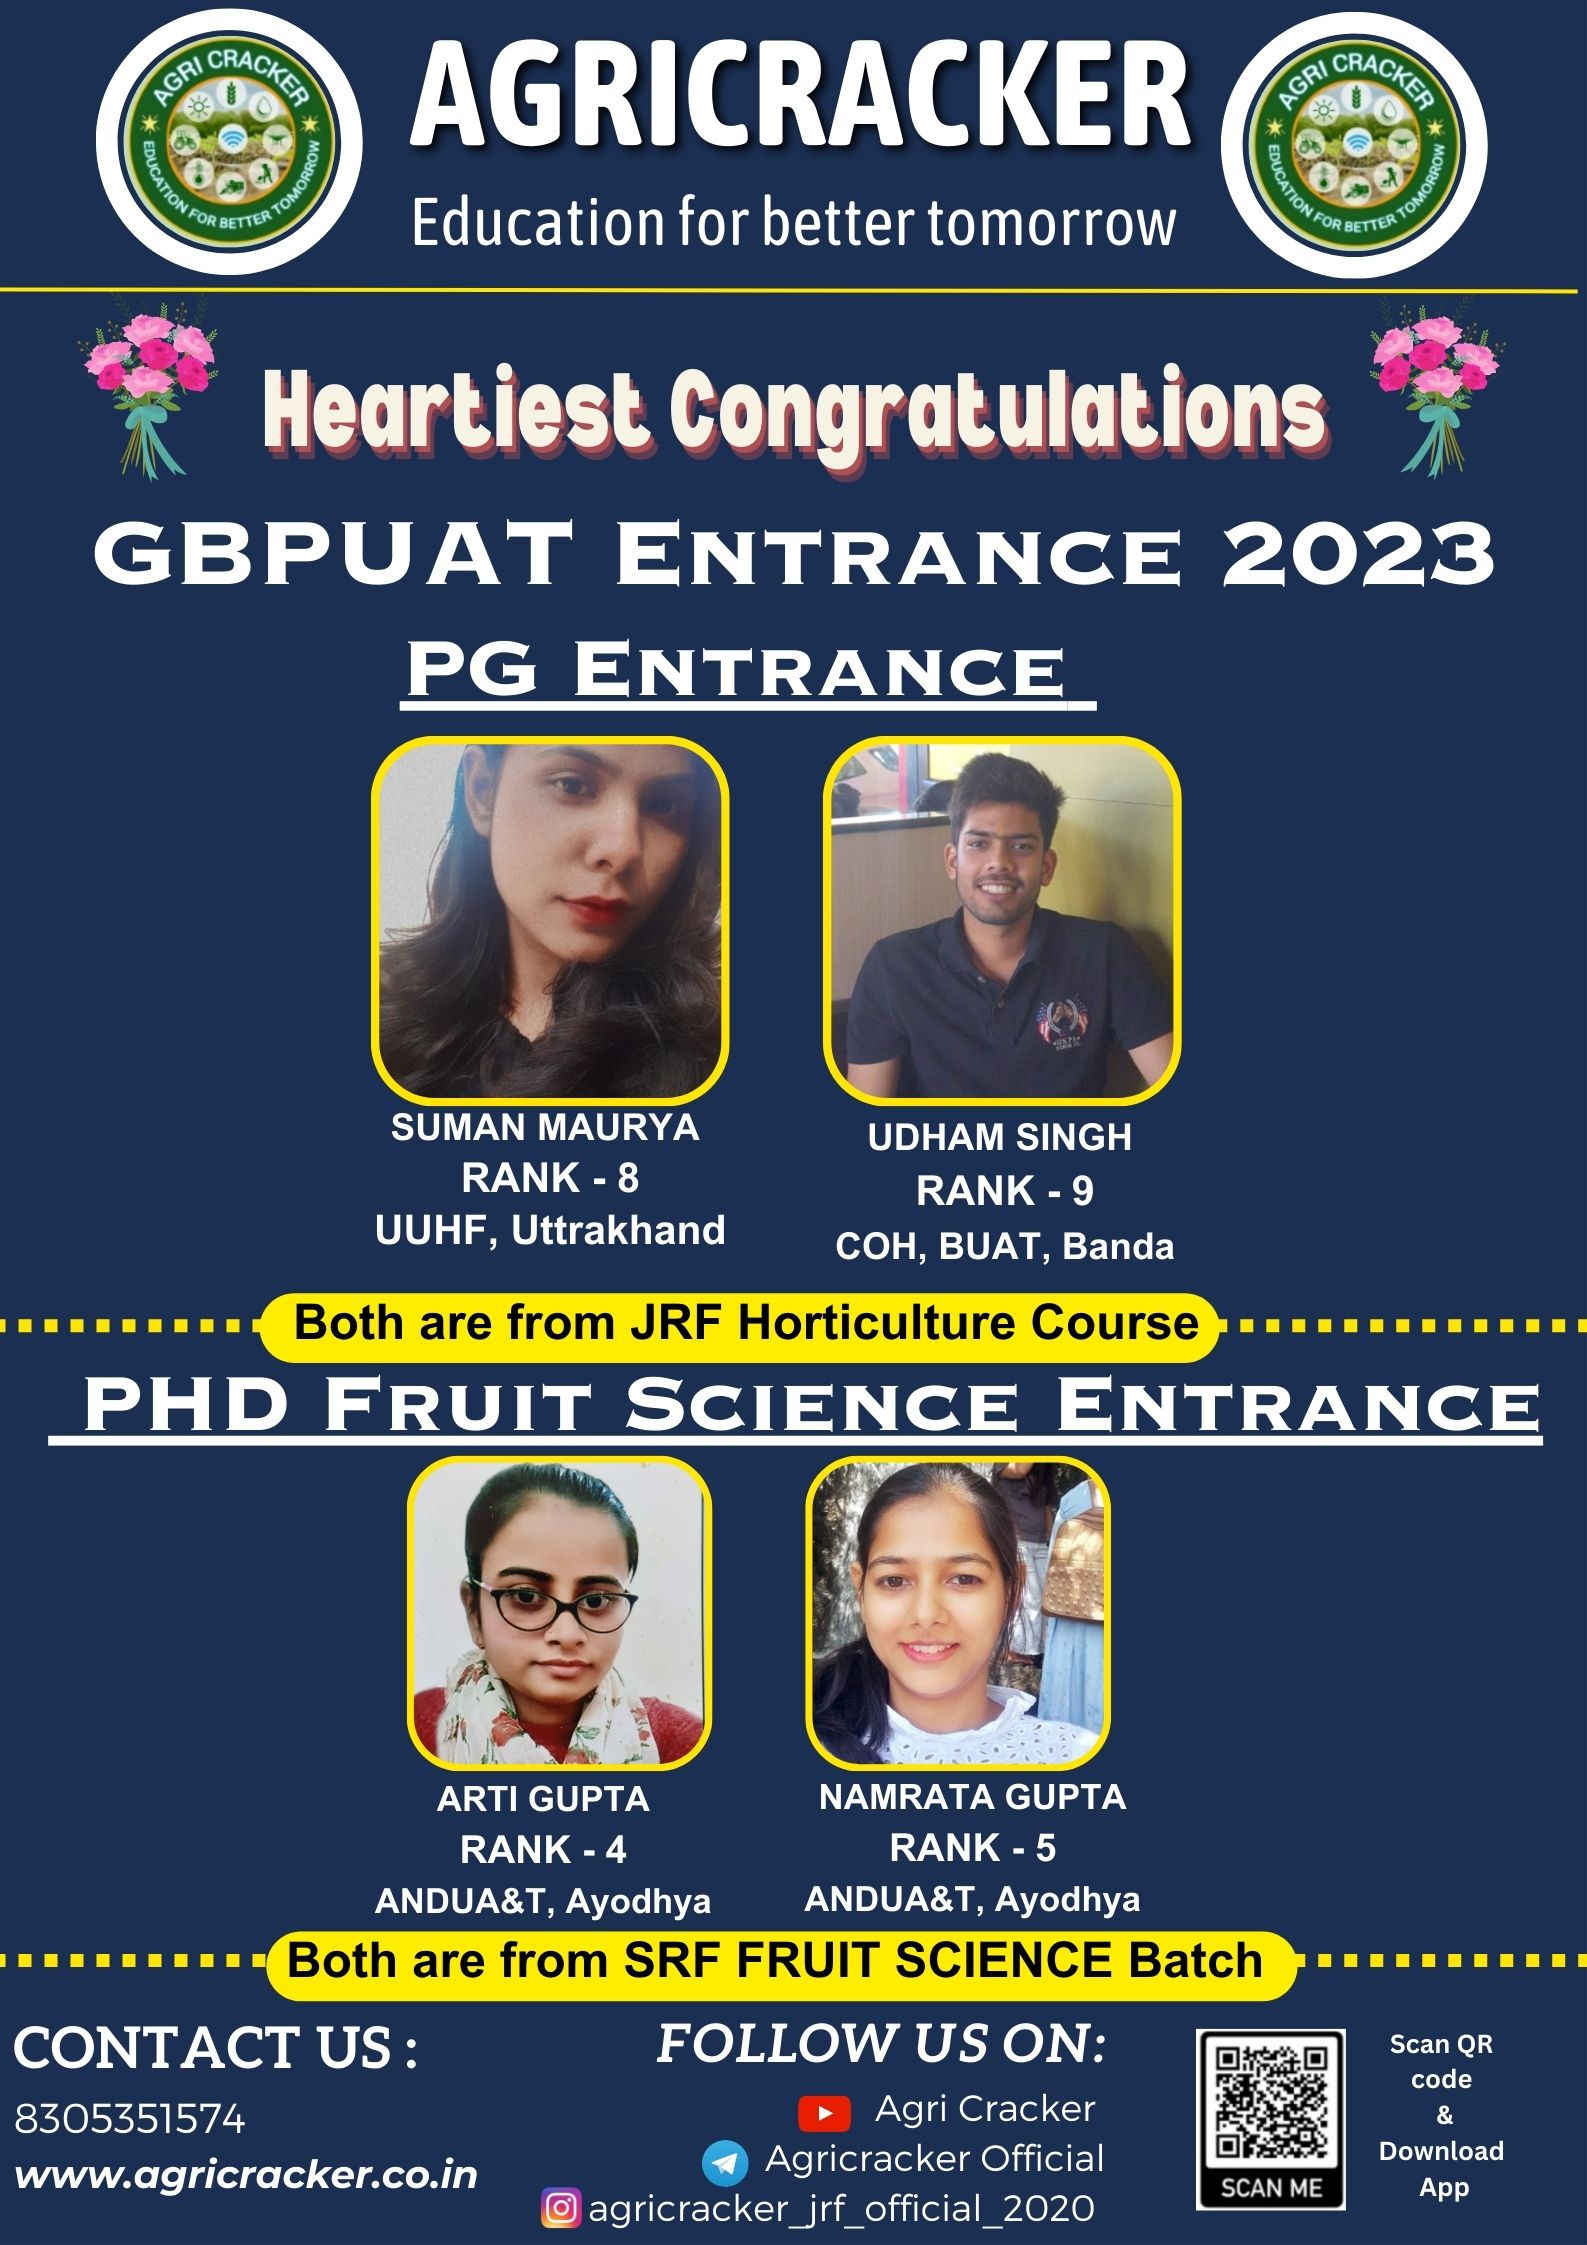 AGRI CRACKER
EDUCATION FOR BETTER TOMORROW
AGRICRACKER
Education for better tomorrow
AGRI CRACKER
EDUCATION FOR BETTER TOMORROW
Heartiest Congratulations
GBPUAT ENTRANCE 2023
PG ENTRANCE
SUMAN MAURYA
RANK - 8
UUHF, Uttrakhand
UDHAM SINGH
RANK - 9
COH, BUAT, Banda
Both are from JRF Horticulture Course
PHD FRUIT SCIENCE ENTRANCE
ARTI GUPTA
RANK - 4
ANDUA&T, Ayodhya
NAMRATA GUPTA
RANK - 5
ANDUA&T, Ayodhya
Both are from SRF FRUIT SCIENCE Batch
CONTACT US :
8305351574
www.agricracker.co.in
FOLLOW US ON:
Agri Cracker
Agricracker Official
agricracker_jrf_official_2020
SCAN ME
Scan QR
code
&
Download
App